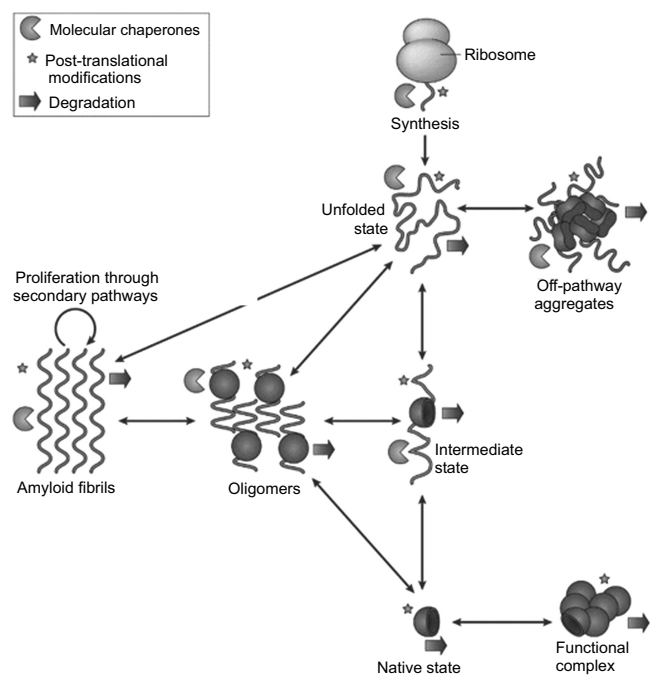 Molecular chaperones
Post-translational
modifications
Degradation
Ribosome
Synthesis
Unfolded
state
Off-pathway
aggregates
Proliferation through
secondary pathways
Intermediate
state
Amyloid fibrils
Oligomers
Native state
Functional
complex